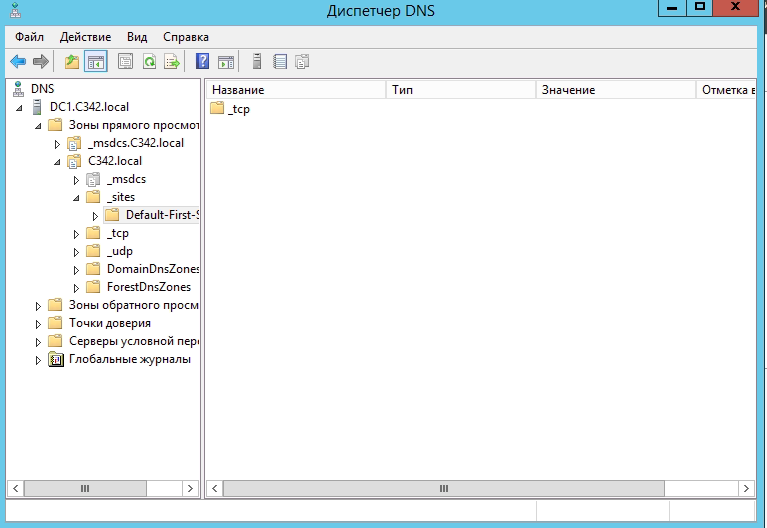 Диспетчер DNS
Файл Действие Вид Справка
DNS
DC1.C342.local
Зоны прямого просмот
_msdcs.C342.local
C342.local
_msdcs
_sites
Default-First-S
_tcp
_udp
DomainDnsZones
ForestDnsZones
Зоны обратного просм
Точки доверия
Серверы условной пере
Глобальные журналы
Название Тип Значение Отметка в
_tcp